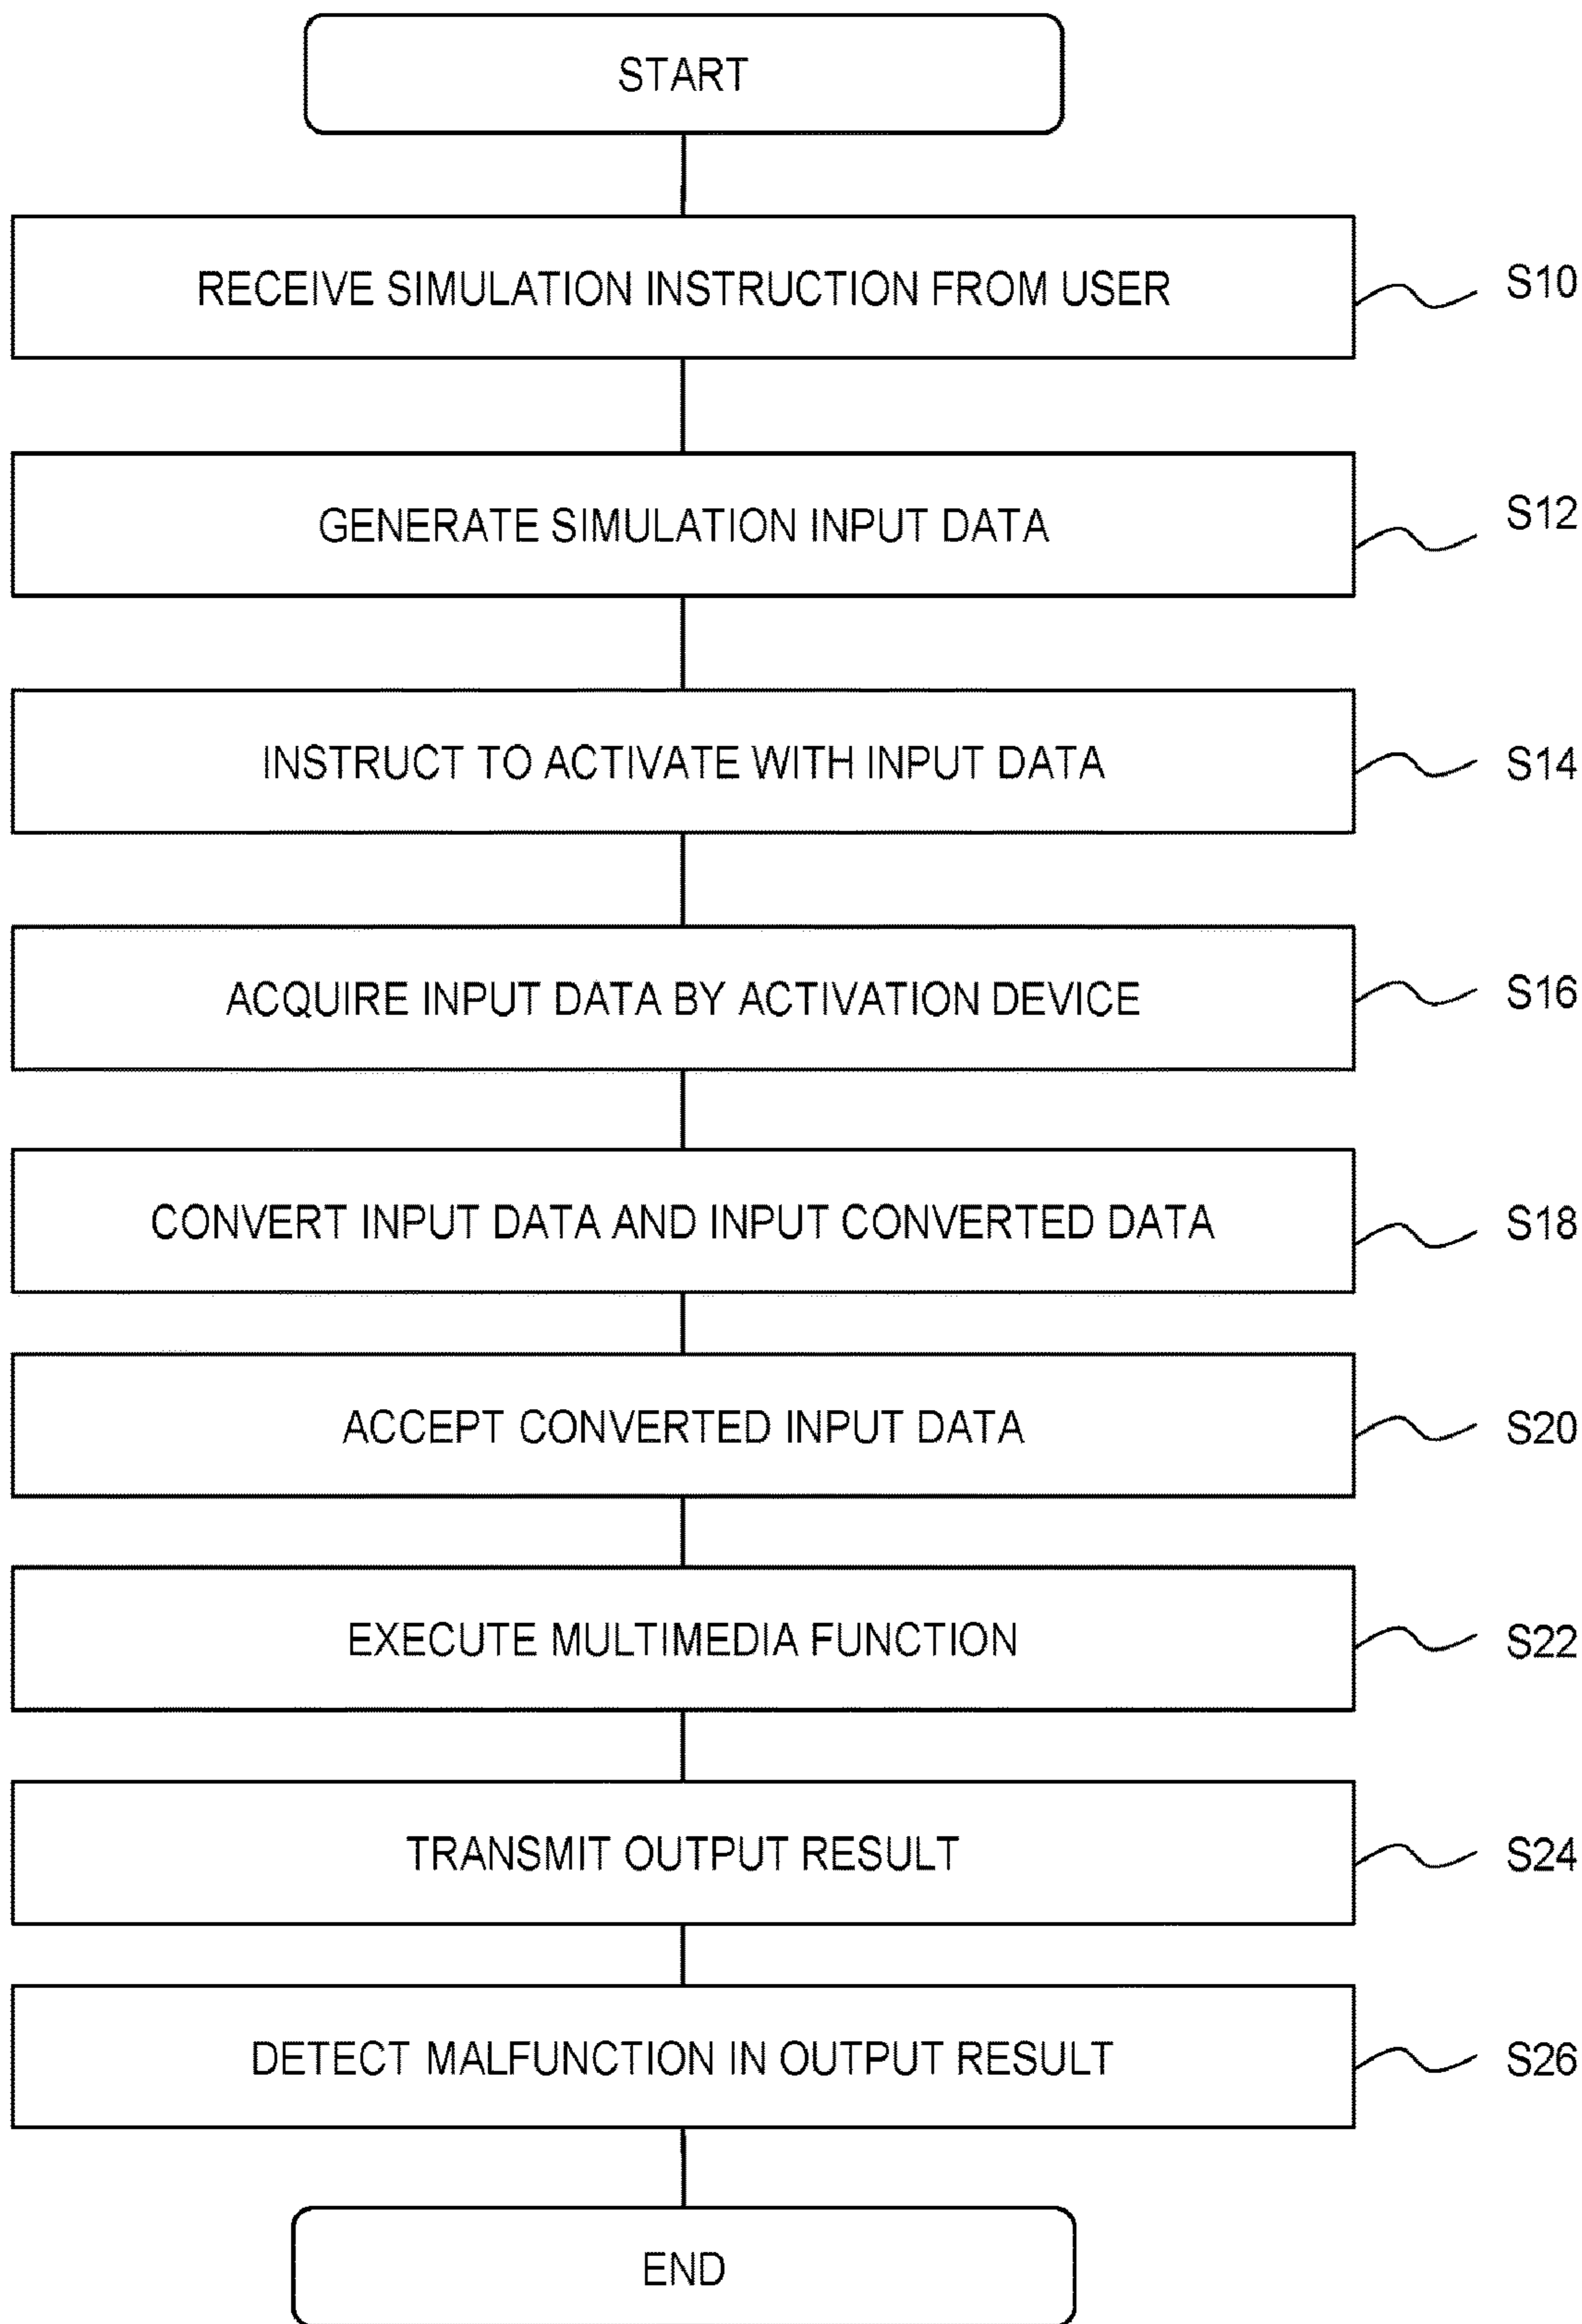 START
RECEIVE SIMULATION INSTRUCTION FROM USER
S10
GENERATE SIMULATION INPUT DATA
S12
INSTRUCT TO ACTIVATE WITH INPUT DATA
S14
ACQUIRE INPUT DATA BY ACTIVATION DEVICE
S16
CONVERT INPUT DATA AND INPUT CONVERTED DATA
S18
ACCEPT CONVERTED INPUT DATA
S20
EXECUTE MULTIMEDIA FUNCTION
S22
TRANSMIT OUTPUT RESULT
S24
DETECT MALFUNCTION IN OUTPUT RESULT
S26
END